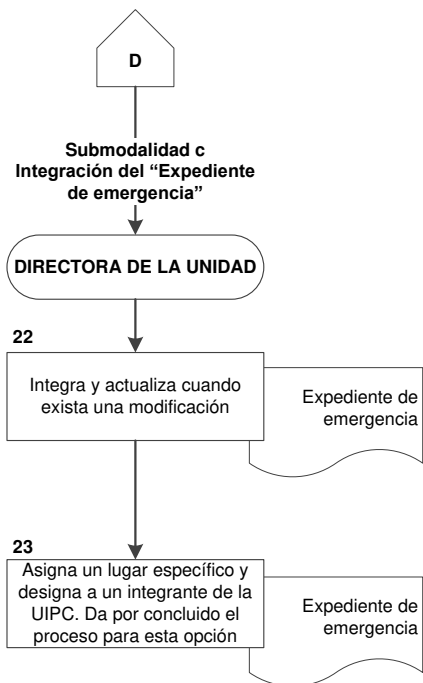 D
Submodalidad c
Integración del “Expediente
de emergencia”
DIRECTORA DE LA UNIDAD
22
Integra y actualiza cuando
exista una modificación
Expediente de
emergencia
23
Asigna un lugar específico y
designa a un integrante de la
UIPC. Da por concluido el
proceso para esta opción
Expediente de
emergencia